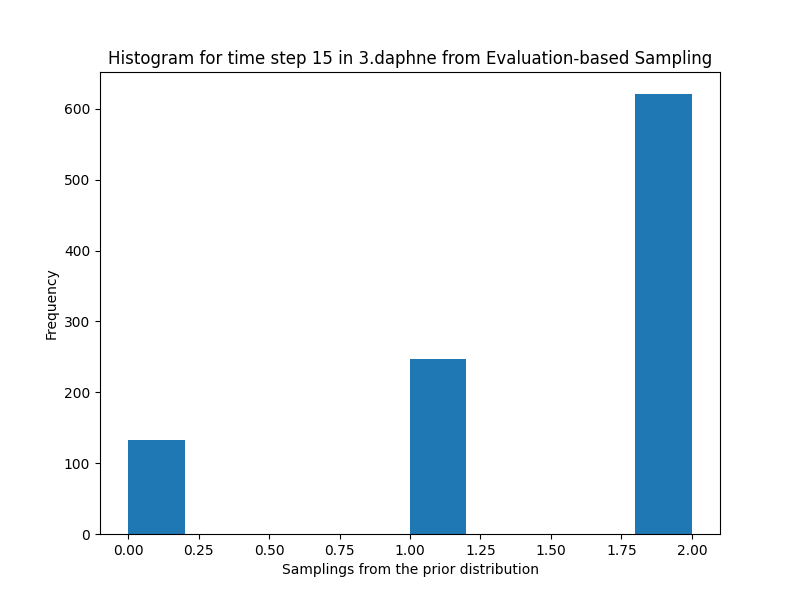 Histogram for time step 15 in 3.daphne from Evaluation-based Sampling
600
500
400
300
200
100
0
Frequency
0.00 0.25 0.50 0.75 1.00 1.25 1.50 1.75 2.00
Samplings from the prior distribution